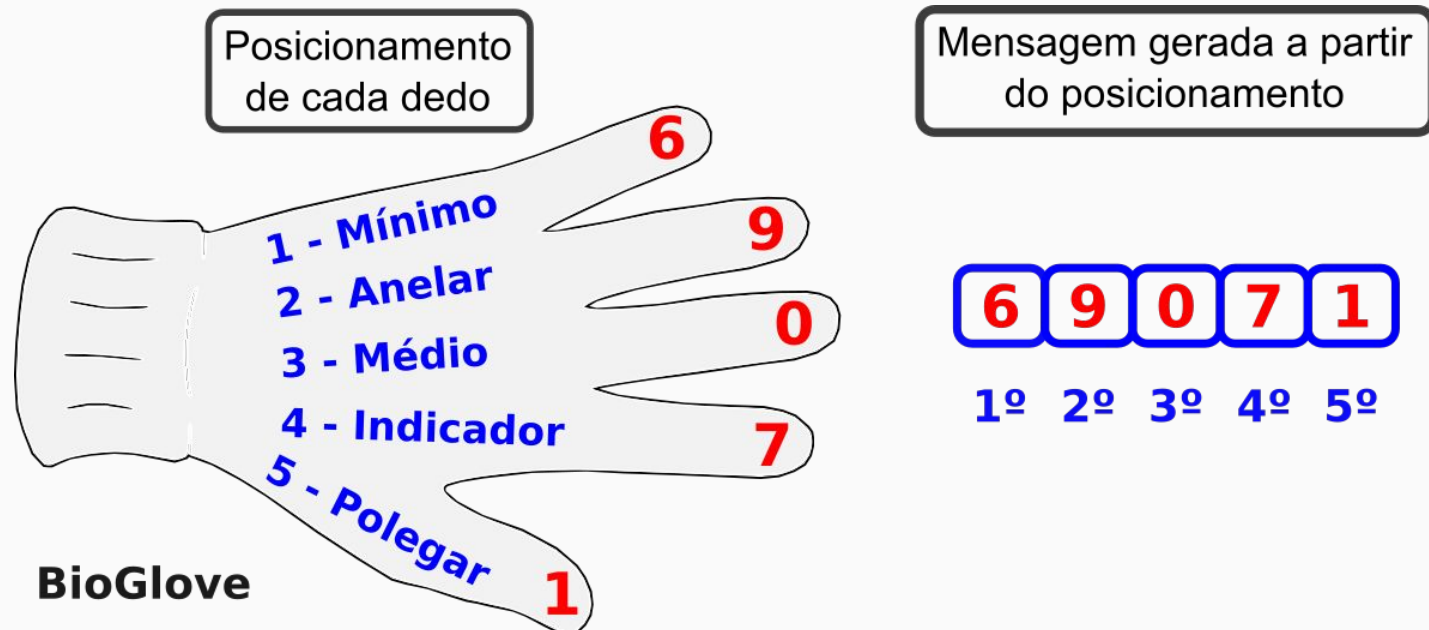 Posicionamento
de cada dedo
Mensagem gerada a partir
do posicionamento
6
9
0
7
1
1 - Mínimo
2 - Anelar
3 - Médio
4 - Indicador
5 - Polegar
BioGlove
6 9 0 7 1
1º 2º 3º 4º 5º